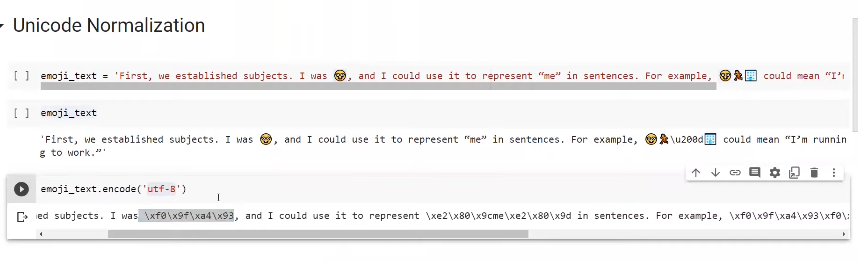 Unicode Normalization
[ ] emoji_text = 'First, we established subjects. I was 🤓, and I could use it to represent “me” in sentences. For example, 🤓🏃🏢 could mean “I’m
[ ] emoji_text
'First, we established subjects. I was 🤓, and I could use it to represent “me” in sentences. For example, 🤓🏃\u200d🏢 could mean “I’m runnin
g to work.”'
emoji_text.encode('utf-8')
ed subjects. I was \xf0\x9f\xa4\x93, and I could use it to represent \xe2\x80\x9cme\xe2\x80\x9d in sentences. For example, \xf0\x9f\xa4\x93\xf0\x